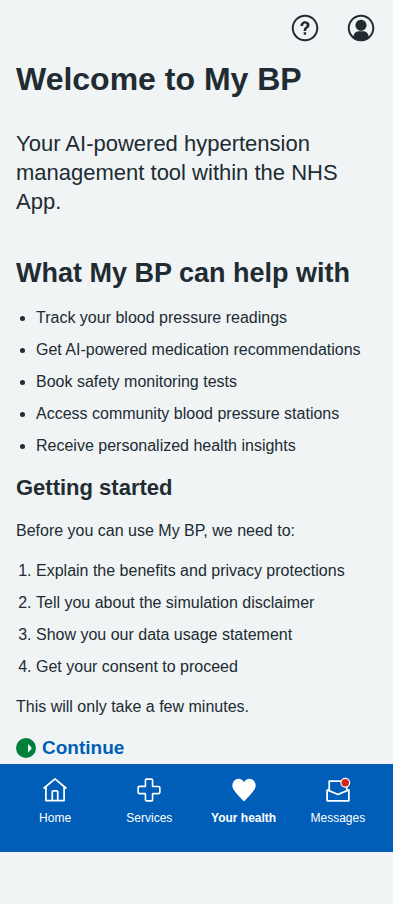 Welcome to My BP
Your AI-powered hypertension
management tool within the NHS
App.
What My BP can help with
• Track your blood pressure readings
• Get AI-powered medication recommendations
• Book safety monitoring tests
• Access community blood pressure stations
• Receive personalized health insights
Getting started
Before you can use My BP, we need to:
1. Explain the benefits and privacy protections
2. Tell you about the simulation disclaimer
3. Show you our data usage statement
4. Get your consent to proceed
This will only take a few minutes.
Continue
Home Services Your health Messages